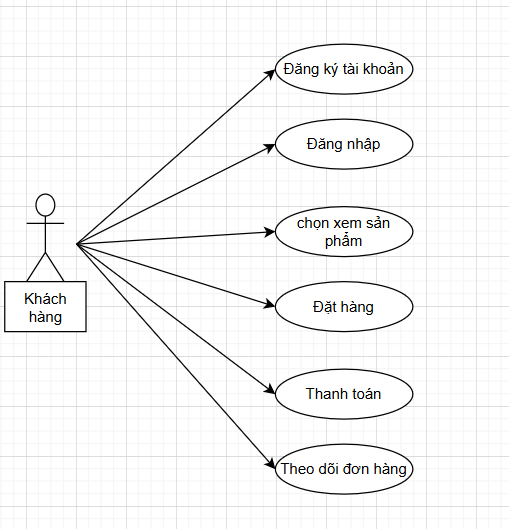 Đăng ký tài khoản
Đăng nhập
chọn xem sản
phẩm
Khách
hàng
Đặt hàng
Thanh toán
Theo dõi đơn hàng